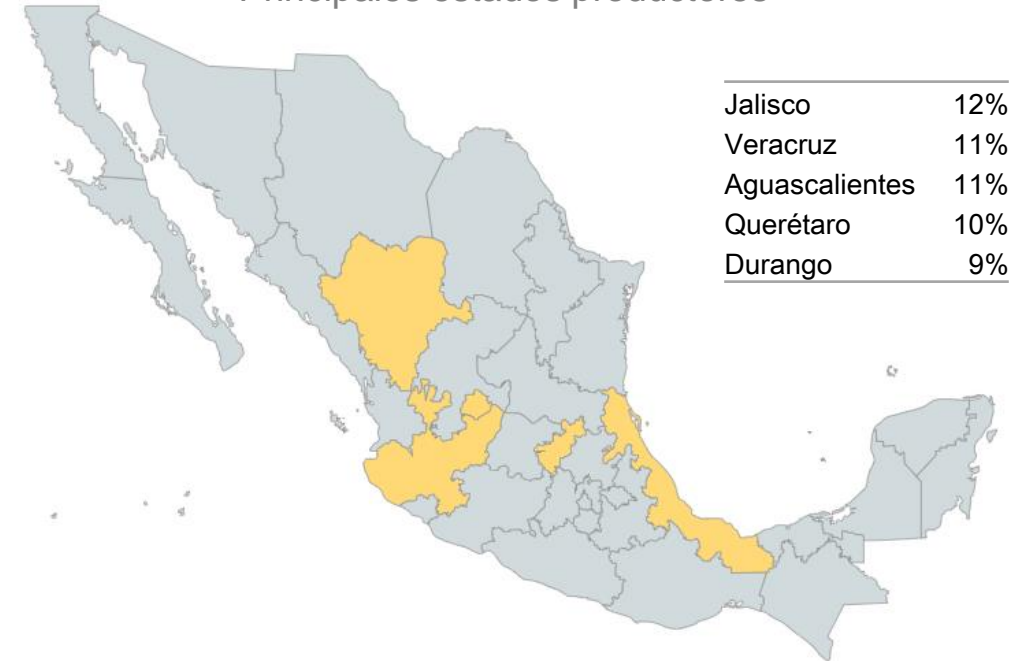 Principales estados productores
Jalisco 12%
Veracruz 11%
Aguascalientes 11%
Querétaro 10%
Durango 9%